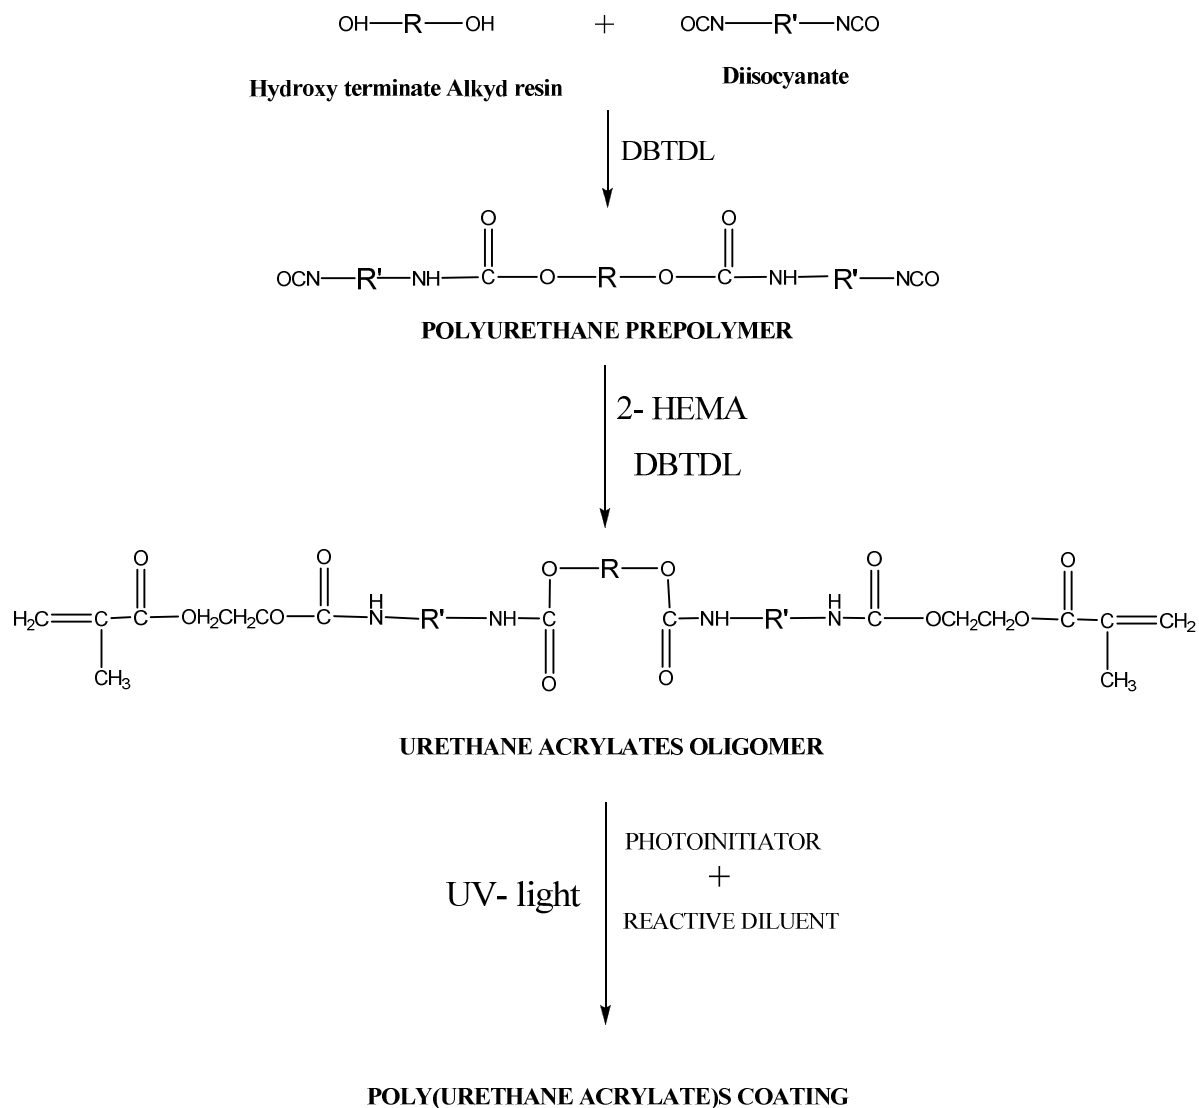 OH—R—OH + OCN—R'—NCO
Hydroxy terminate Alkyd resin
Diisocyanate
DBTDL
O O
OCN—R'—NH—C—O—R—O—C—NH—R'—NCO
POLYURETHANE PREPOLYMER
2- HEMA
DBTDL
O O O R O O O
H₂C C C OH₂CH₂CO C N H R' NH C C NH R' H N C OCH₂CH₂O C C CH₂
CH₃ O O CH₃
URETHANE ACRYLATES OLIGOMER
PHOTOINITIATOR
UV- light +
REACTIVE DILUENT
POLY(URETHANE ACRYLATE)S COATING